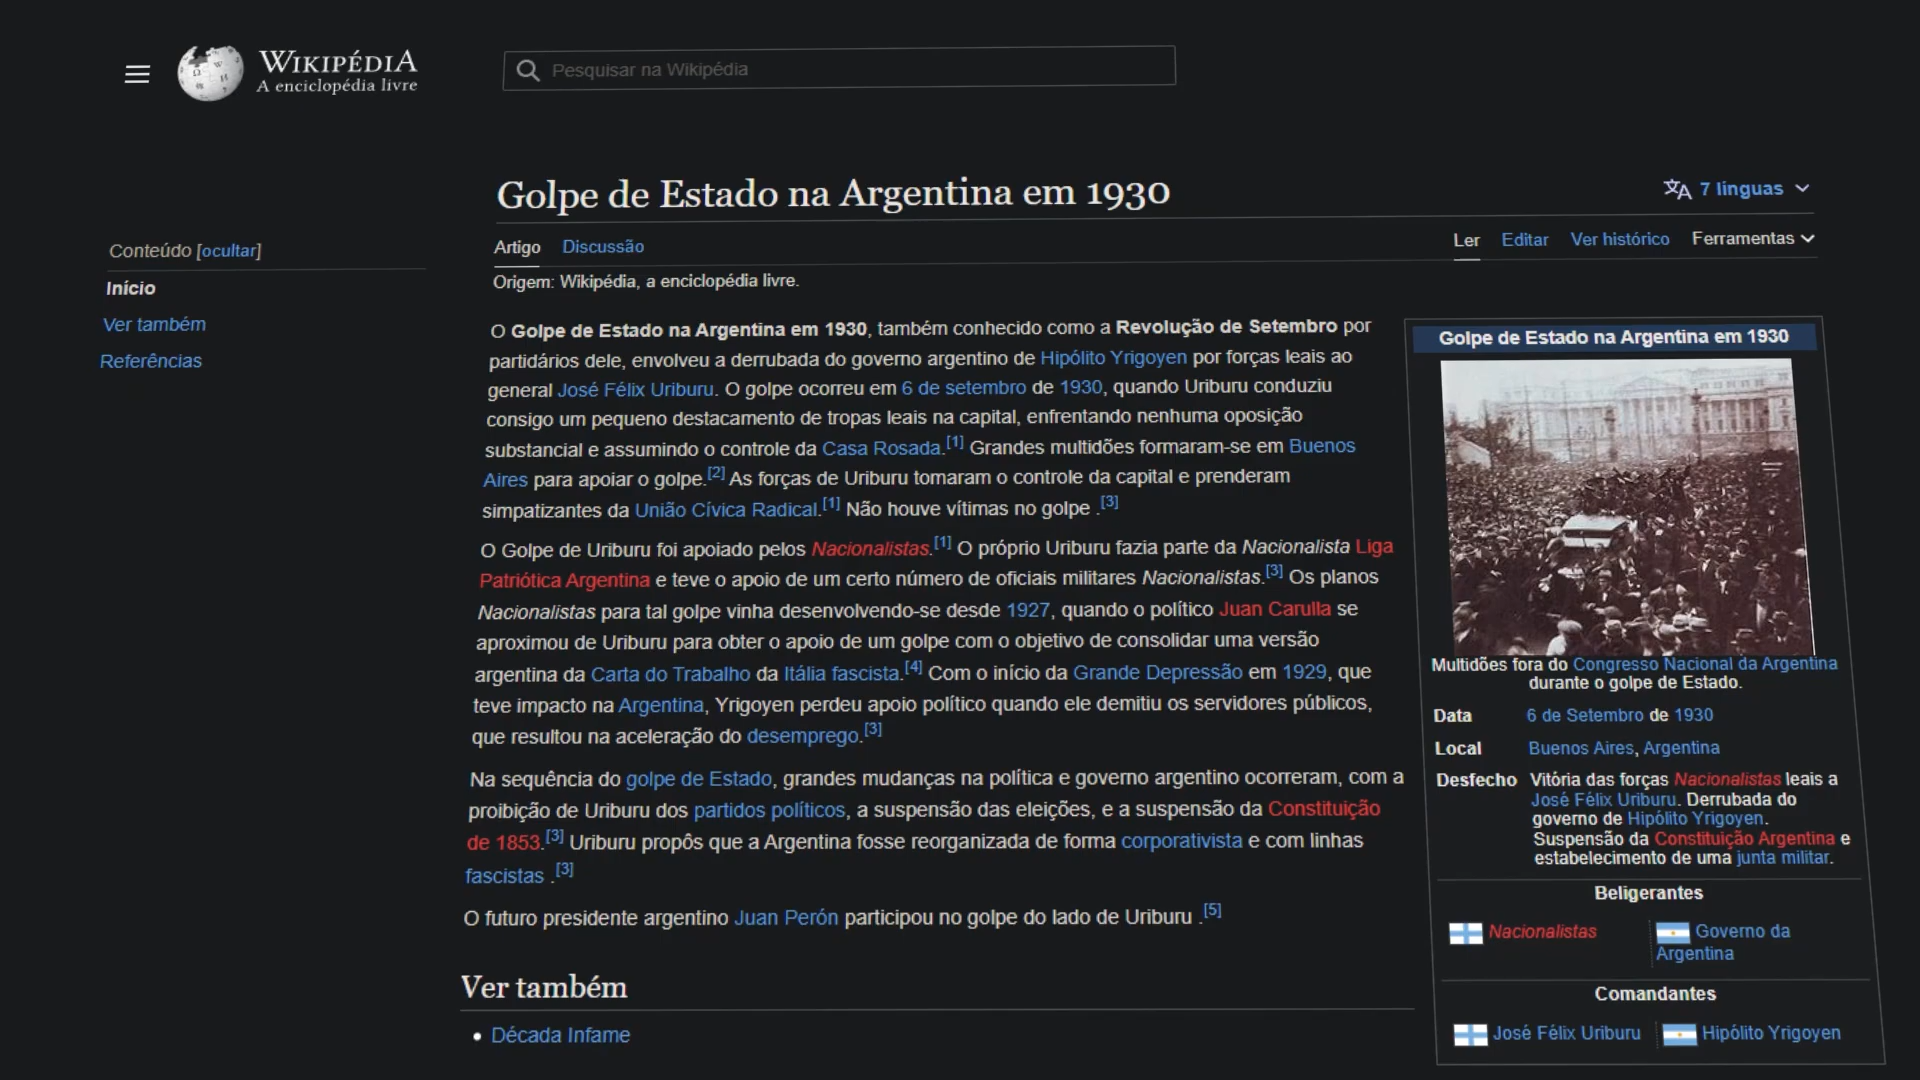 WIKIPÉDIA
A enciclopédia livre
Pesquisar na Wikipédia
Golpe de Estado na Argentina em 1930
7 línguas
Conteúdo [ocultar]
Início
Ver também
Referências
Artigo Discussão
Ler Editar Ver histórico Ferramentas
Origem: Wikipédia, a enciclopédia livre.
O Golpe de Estado na Argentina em 1930, também conhecido como a Revolução de Setembro por
partidários dele, envolveu a derrubada do governo argentino de Hipólito Yrigoyen por forças leais ao
general José Félix Uriburu. O golpe ocorreu em 6 de setembro de 1930, quando Uriburu conduziu
consigo um pequeno destacamento de tropas leais na capital, enfrentando nenhuma oposição
substancial e assumindo o controle da Casa Rosada.[1] Grandes multidões formaram-se em Buenos
Aires para apoiar o golpe.[2] As forças de Uriburu tomaram o controle da capital e prenderam
simpatizantes da União Cívica Radical.[1] Não houve vítimas no golpe .[3]
O Golpe de Uriburu foi apoiado pelos Nacionalistas.[1] O próprio Uriburu fazia parte da Nacionalista Liga
Patriótica Argentina e teve o apoio de um certo número de oficiais militares Nacionalistas.[3] Os planos
Nacionalistas para tal golpe vinha desenvolvendo-se desde 1927, quando o político Juan Carulla se
aproximou de Uriburu para obter o apoio de um golpe com o objetivo de consolidar uma versão
argentina da Carta do Trabalho da Itália fascista.[4] Com o início da Grande Depressão em 1929, que
teve impacto na Argentina, Yrigoyen perdeu apoio político quando ele demitiu os servidores públicos,
que resultou na aceleração do desemprego.[3]
Na sequência do golpe de Estado, grandes mudanças na política e governo argentino ocorreram, com a
proibição de Uriburu dos partidos políticos, a suspensão das eleições, e a suspensão da Constituição
de 1853.[3] Uriburu propôs que a Argentina fosse reorganizada de forma corporativista e com linhas
fascistas .[3]
O futuro presidente argentino Juan Perón participou no golpe do lado de Uriburu .[5]
Ver também
• Década Infame
Golpe de Estado na Argentina em 1930
Multidões fora do Congresso Nacional da Argentina
durante o golpe de Estado.
Data 6 de Setembro de 1930
Local Buenos Aires, Argentina
Desfecho Vitória das forças Nacionalistas leais a
José Félix Uriburu. Derrubada do
governo de Hipólito Yrigoyen.
Suspensão da Constituição Argentina e
estabelecimento de uma junta militar.
Beligerantes
Nacionalistas Governo da
Argentina
Comandantes
José Félix Uriburu Hipólito Yrigoyen